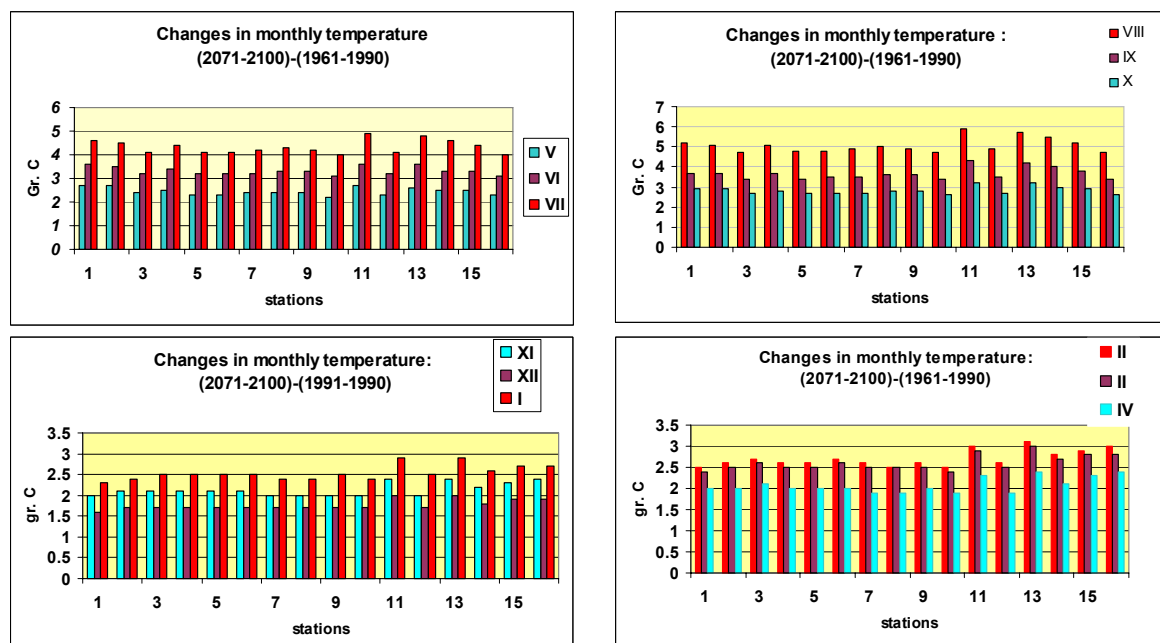 Changes in monthly temperature
(2071-2100)-(1961-1990)
6
5
4
3
2
1
0
Gr. C
1 3 5 7 9 11 13 15
stations
V
VI
VII
Changes in monthly temperature :
(2071-2100)-(1961-1990)
VIII
IX
X
7
6
5
4
3
2
1
0
Gr. C
1 3 5 7 9 11 13 15
stations
Changes in monthly temperature:
(2071-2100)-(1991-1990)
XI
XII
I
3.5
3
2.5
2
1.5
1
0.5
0
gr. C
1 3 5 7 9 11 13 15
stations
Changes in monthly temperature:
(2071-2100)-(1961-1990)
II
II
IV
3.5
3
2.5
2
1.5
1
0.5
0
gr. C
1 3 5 7 9 11 13 15
stations